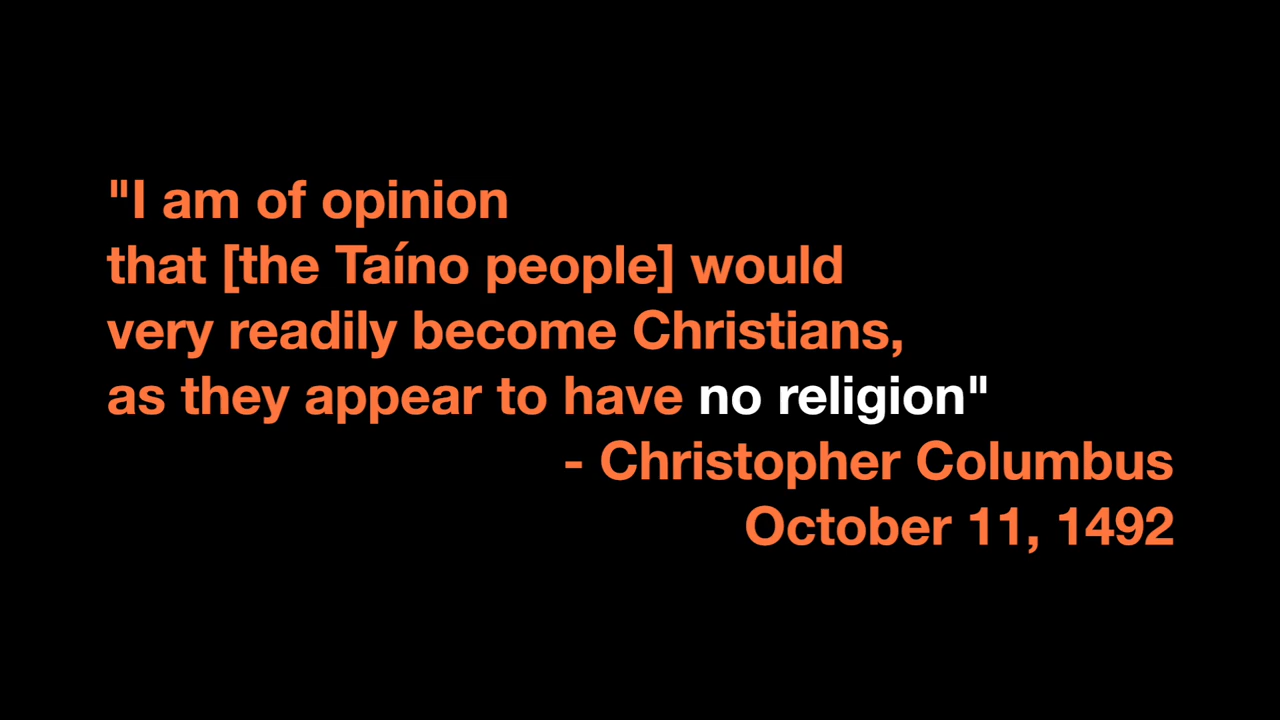 "I am of opinion
that [the Taíno people] would
very readily become Christians,
as they appear to have no religion"
- Christopher Columbus
October 11, 1492